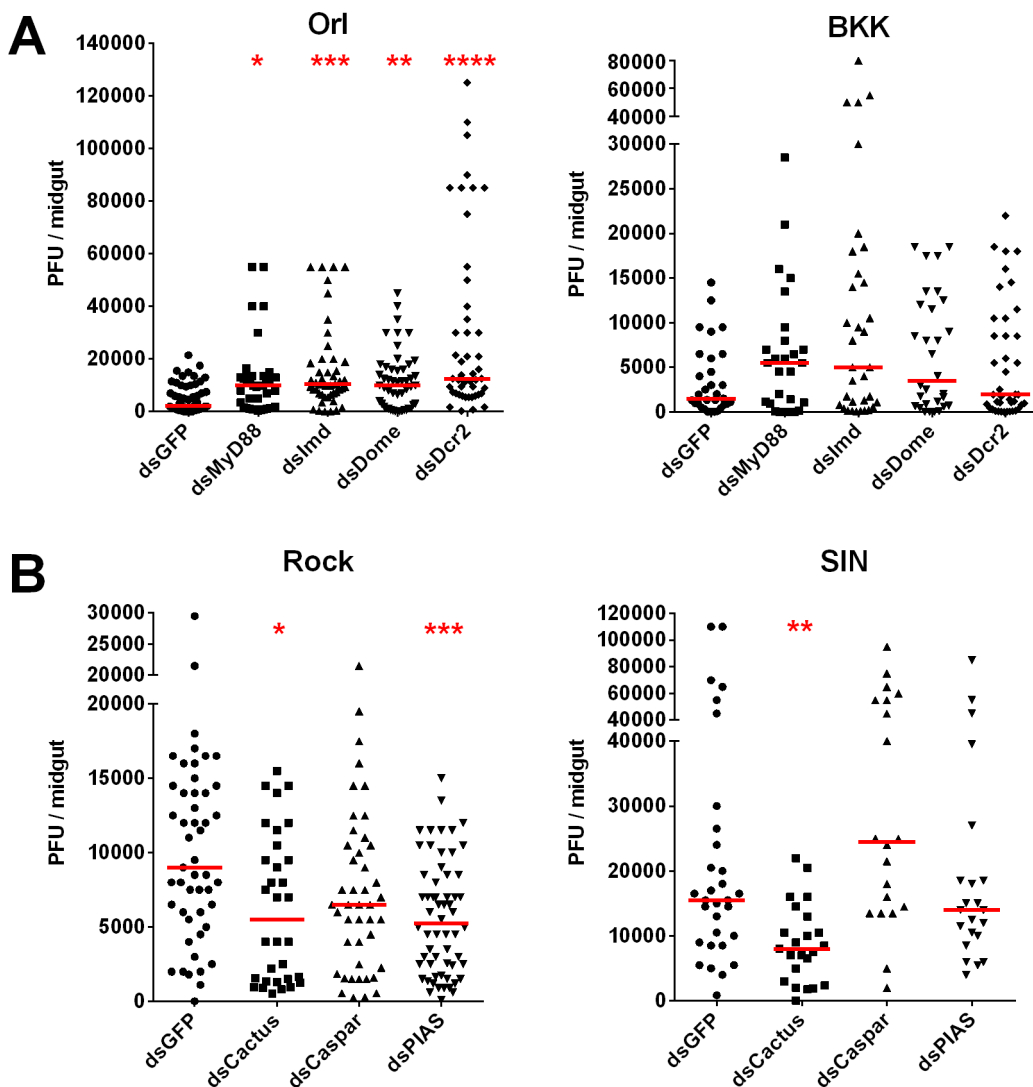 A
Orl
BKK
PFU / midgut
140000
120000
100000
80000
60000
40000
20000
0
* *** ** ****
dsGFP dsMyD88 dsImd dsDome dsDcr2
PFU / midgut
80000
60000
40000
30000
25000
20000
15000
10000
5000
0
dsGFP dsMyD88 dsImd dsDome dsDcr2
B
Rock
SIN
PFU / midgut
30000
25000
20000
20000
15000
10000
5000
0
* ***
dsGFP dsCactus dsCaspar dsPIAS
PFU / midgut
120000
100000
80000
60000
40000
40000
30000
20000
10000
0
**
dsGFP dsCactus dsCaspar dsPIAS